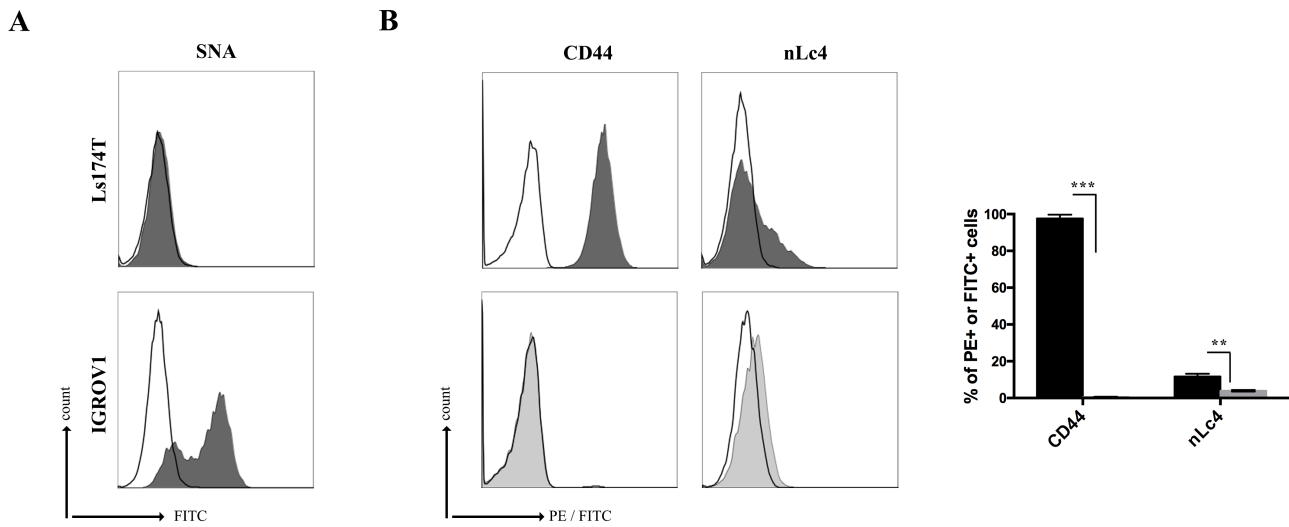 A
B
SNA
CD44
nLc4
Ls174T
IGROV1
count
FITC
count
PE / FITC
% of PE+ or FITC+ cells
100
80
60
40
20
0
***
**
CD44
nLc4